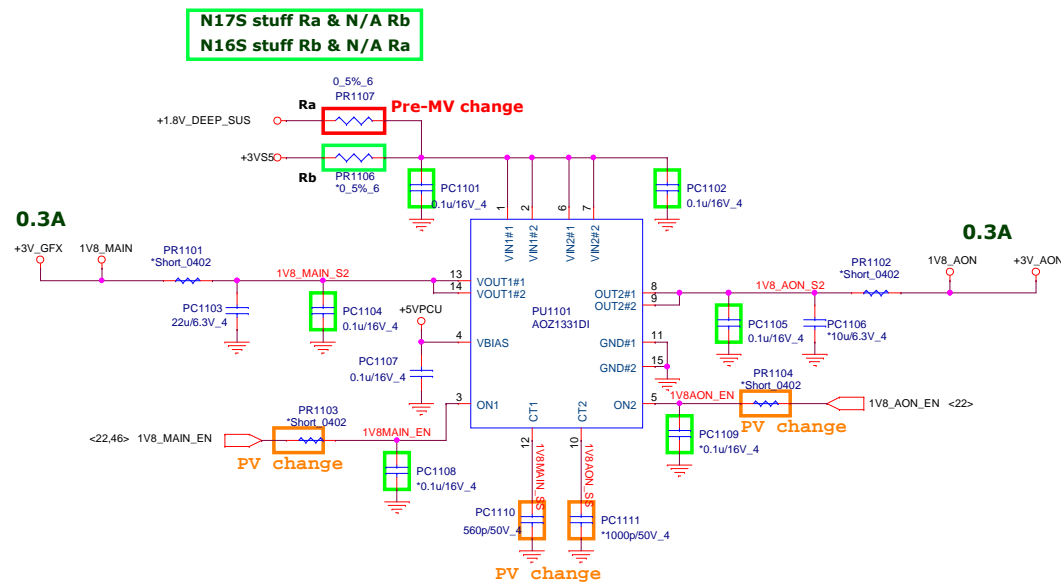 N17S stuff Ra & N/A Rb
N16S stuff Rb & N/A Ra
0_5%_6
PR1107
Ra
Pre-MV change
+1.8V_DEEP_SUS
+3VS5
Rb
PR1106
*0_5%_6
PC1101
0.1u/16V_4
PC1102
0.1u/16V_4
1
2
6
7
VIN1#1
VIN1#2
VIN2#1
VIN2#2
0.3A
0.3A
+3V_GFX
1V8_MAIN
PR1101
*Short_0402
1V8_MAIN_S2
13
14
VOUT1#1
VOUT1#2
PC1103
22u/6.3V_4
PC1104
0.1u/16V_4
PR1102
*Short_0402
1V8_AON
+3V_AON
1V8_AON_S2
8
9
OUT2#1
OUT2#2
PU1101
AOZ1331DI
PC1105
0.1u/16V_4
PC1106
*10u/6.3V_4
+5VPCU
4
VBIAS
GND#1
11
GND#2
15
PC1107
0.1u/16V_4
PR1104
*Short_0402
3
ON1
CT1
CT2
ON2
5
1V8AON_EN
1V8_AON_EN <22>
PV change
PR1103
*Short_0402
<22,46> 1V8_MAIN_EN
1V8MAIN_EN
PV change
PC1108
*0.1u/16V_4
PC1109
*0.1u/16V_4
12
10
1V8MAIN_SS
1V8AON_SS
PC1110
560p/50V_4
PC1111
*1000p/50V_4
PV change